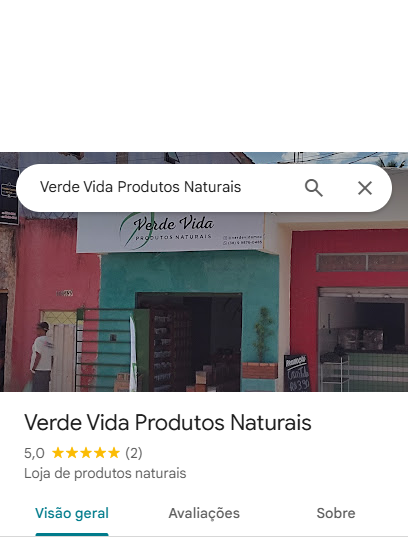 Verde Vida Produtos Naturais
Verde Vida
PRODUTOS NATURAIS
Promoção
Verde Vida Produtos Naturais
5,0 (2)
Loja de produtos naturais
Visão geral
Avaliações
Sobre